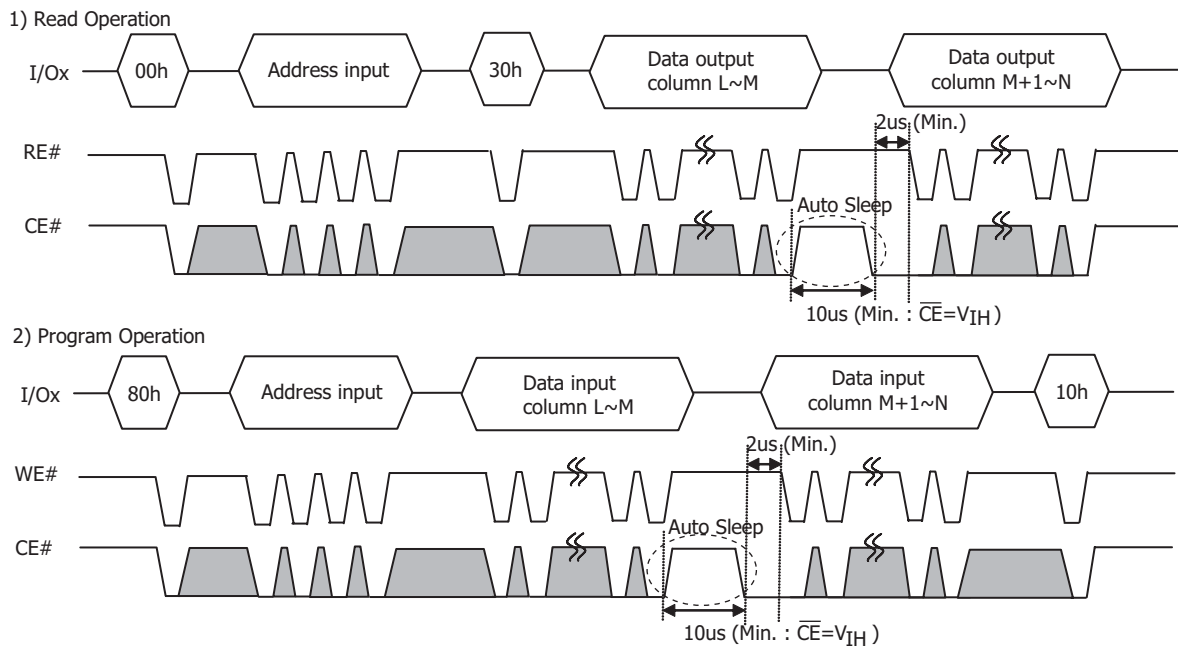 1) Read Operation
I/Ox
00h
Address input
30h
Data output
column L~M
Data output
column M+1~N
2us (Min.)
RE#
Auto Sleep
CE#
10us (Min. : CE=VIH )
2) Program Operation
I/Ox
80h
Address input
Data input
column L~M
Data input
column M+1~N
10h
2us (Min.)
WE#
Auto Sleep
CE#
10us (Min. : CE=VIH )